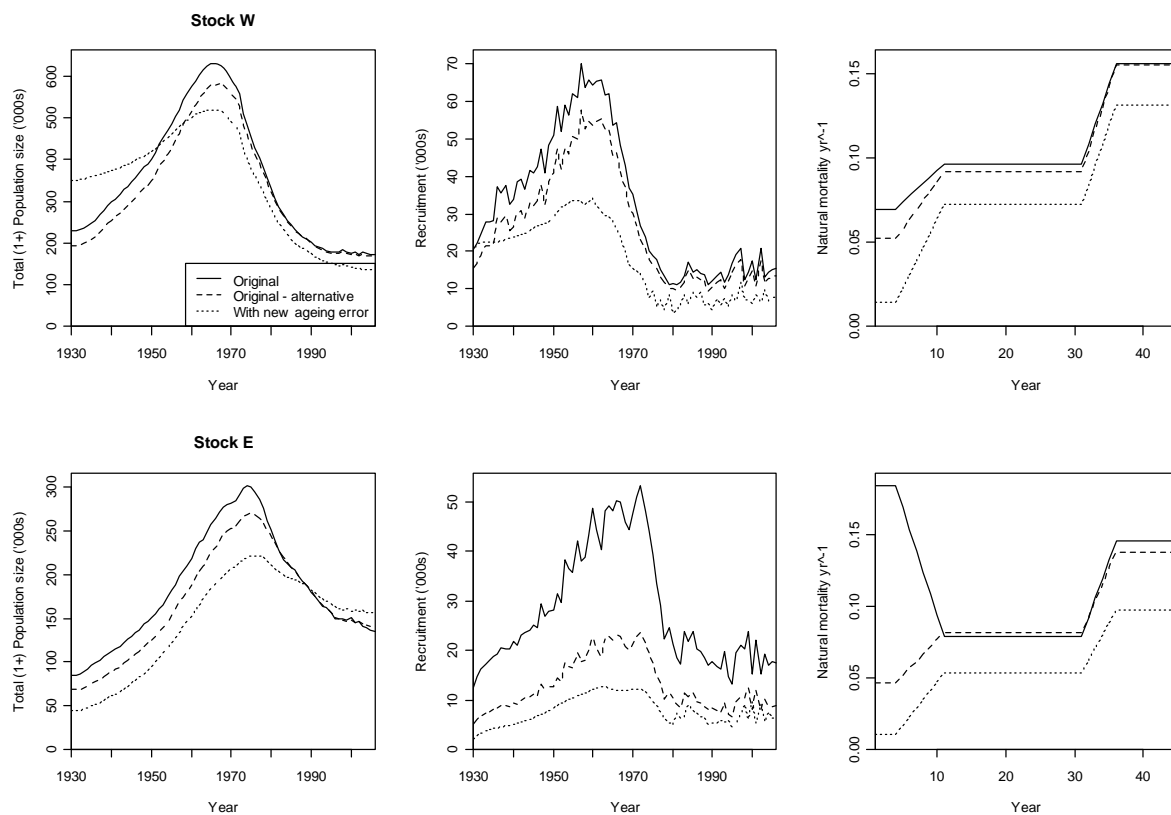 Stock W
Total (1+) Population size ('000s)
0 100 200 300 400 500 600
1930 1950 1970 1990
Year
Original
Original - alternative
With new ageing error
Recruitment ('000s)
0 10 20 30 40 50 60 70
1930 1950 1970 1990
Year
Natural mortality yr^-1
0.00 0.05 0.10 0.15
10 20 30 40
Year
Stock E
Total (1+) Population size ('000s)
0 50 100 150 200 250 300
1930 1950 1970 1990
Year
Recruitment ('000s)
0 10 20 30 40 50
1930 1950 1970 1990
Year
Natural mortality yr^-1
0.00 0.05 0.10 0.15
10 20 30 40
Year